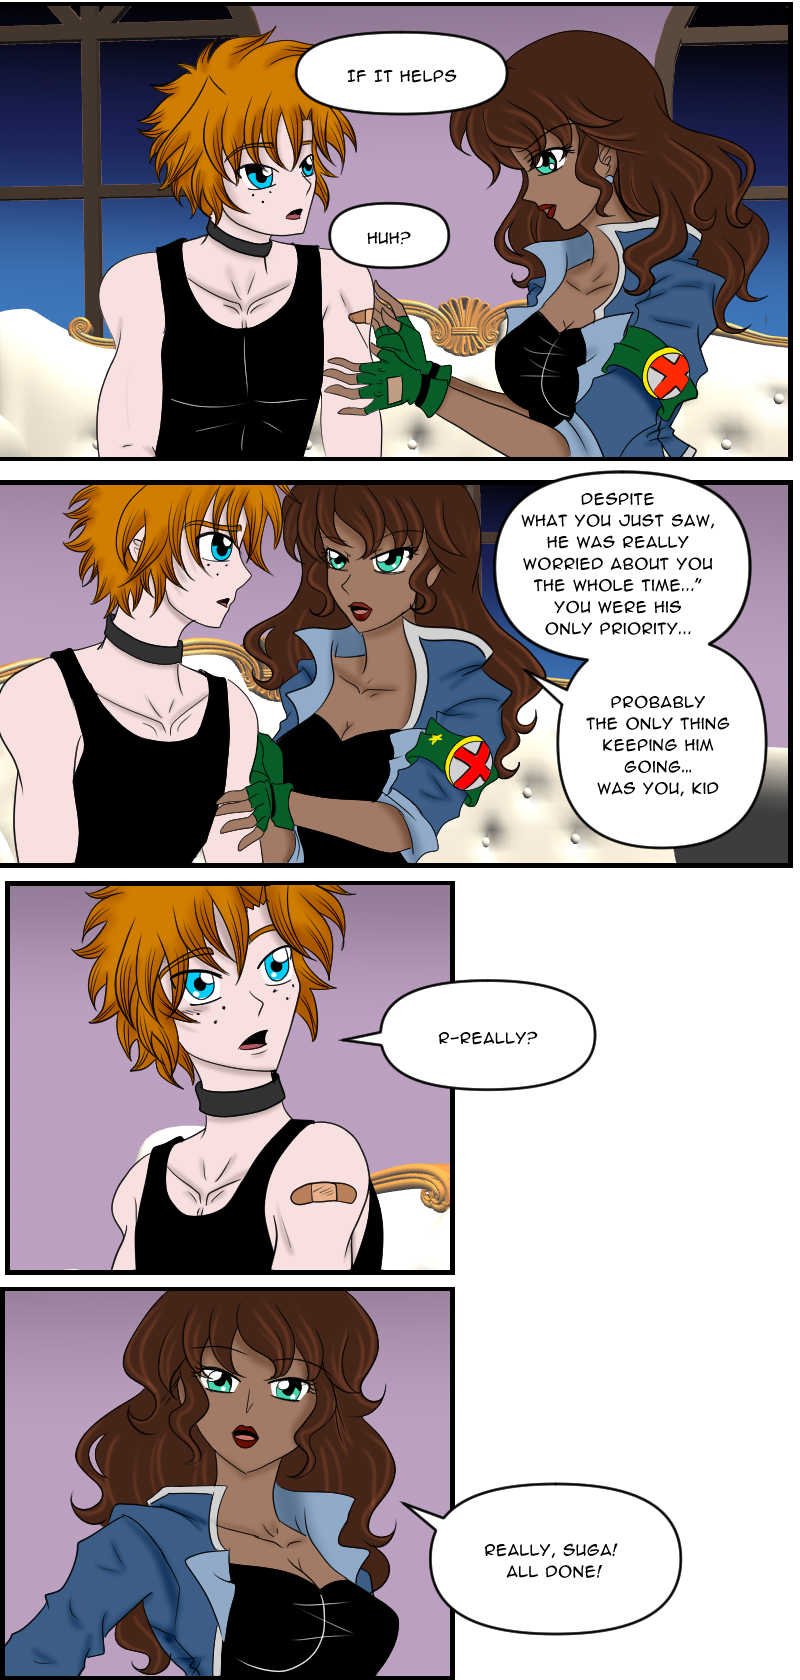 IF IT HELPS
HUH?
DESPITE
WHAT YOU JUST SAW,
HE WAS REALLY
WORRIED ABOUT YOU
THE WHOLE TIME..."
YOU WERE HIS
ONLY PRIORITY...
PROBABLY
THE ONLY THING
KEEPING HIM
GOING...
WAS YOU, KID
R-REALLY?
REALLY, SUGA!
ALL DONE!